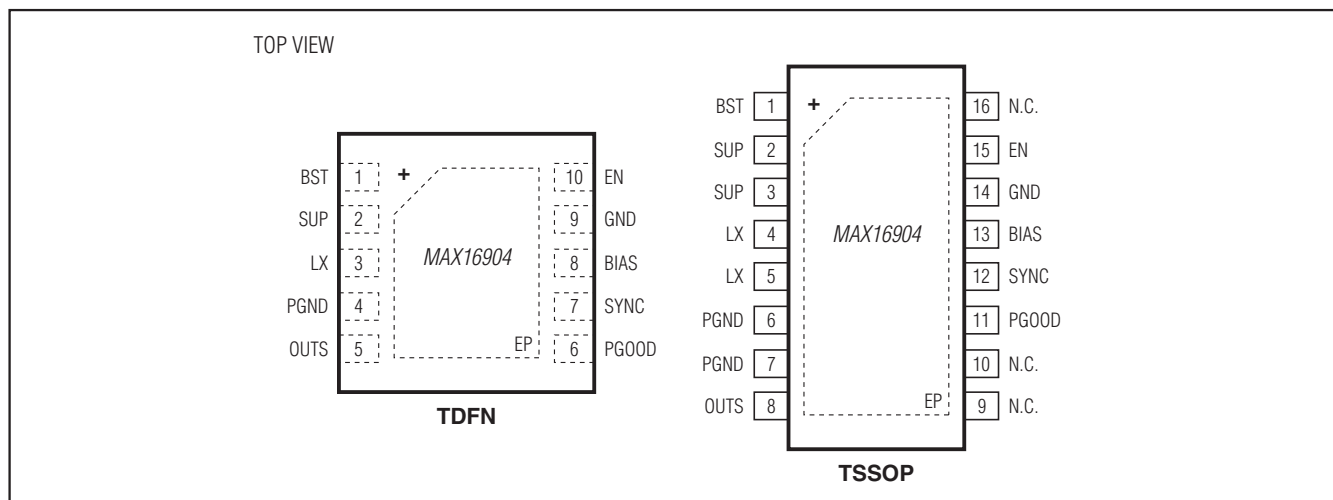 TOP VIEW
BST 1 + 10 EN
SUP 2 9 GND
LX 3 MAX16904 8 BIAS
PGND 4 7 SYNC
OUTS 5 EP 6 PGOOD
TDFN
BST 1 + 16 N.C.
SUP 2 15 EN
SUP 3 14 GND
LX 4 MAX16904 13 BIAS
LX 5 12 SYNC
PGND 6 11 PGOOD
PGND 7 10 N.C.
OUTS 8 EP 9 N.C.
TSSOP